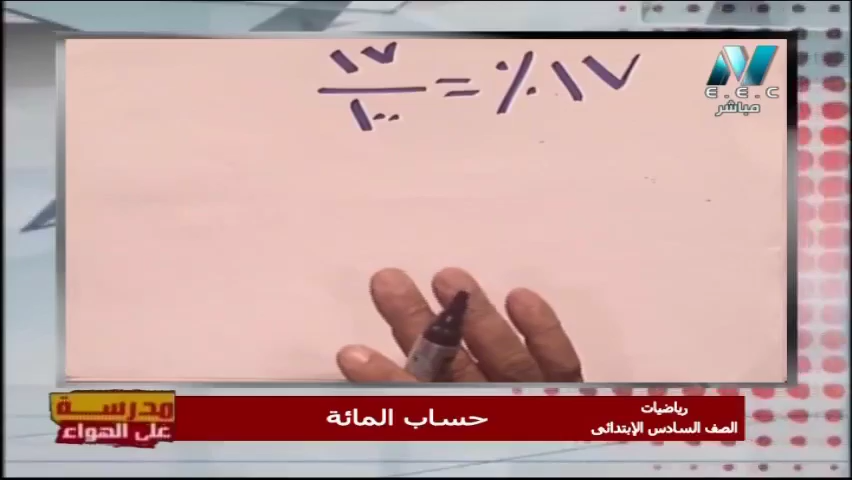 ١٧٪ = ١٧/١٠٠
E.E.C
مباشر
رياضيات
الصف السادس الإبتدائى
حساب المائة
مدرسة
على الهواء